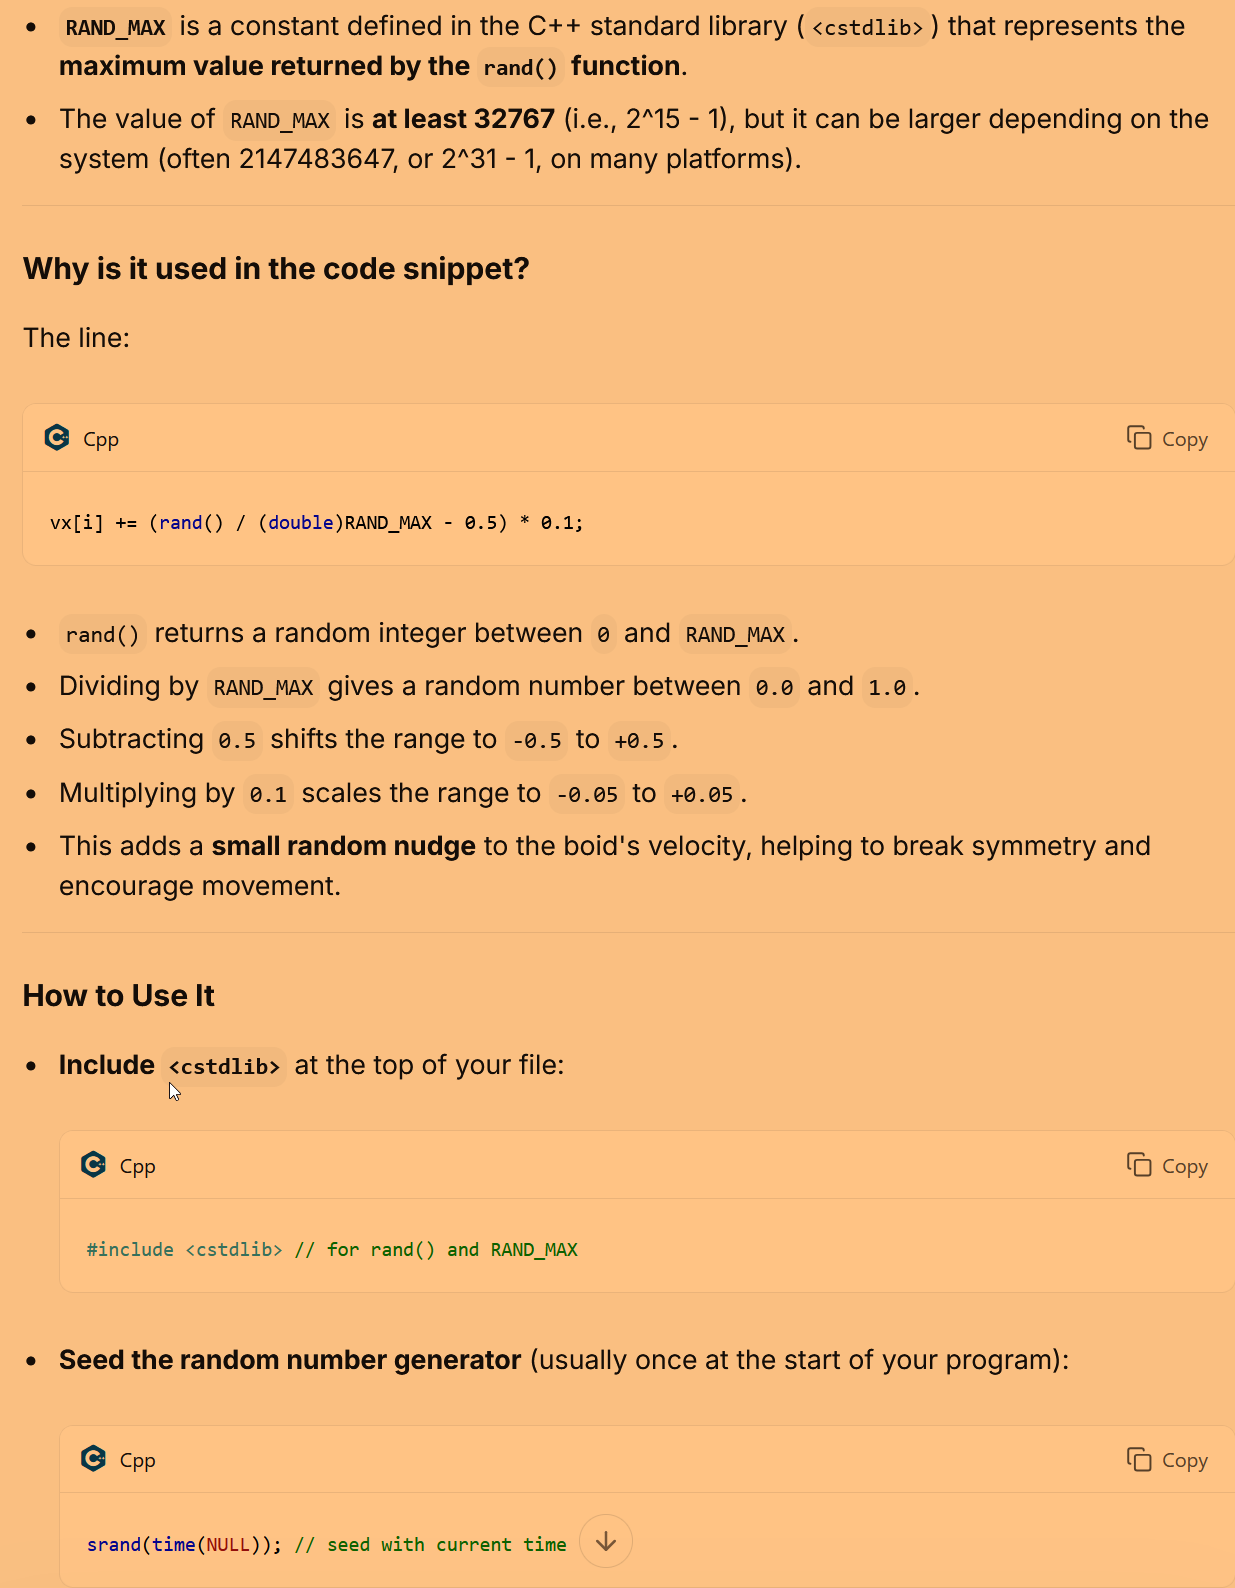 RAND_MAX is a constant defined in the C++ standard library (<cstdlib>) that represents the
maximum value returned by the rand() function.
The value of RAND_MAX is at least 32767 (i.e., 2^15 - 1), but it can be larger depending on the
system (often 2147483647, or 2^31 - 1, on many platforms).
Why is it used in the code snippet?
The line:
Cpp Copy
vx[i] += (rand() / (double)RAND_MAX - 0.5) * 0.1;
rand() returns a random integer between 0 and RAND_MAX.
Dividing by RAND_MAX gives a random number between 0.0 and 1.0.
Subtracting 0.5 shifts the range to -0.5 to +0.5.
Multiplying by 0.1 scales the range to -0.05 to +0.05.
This adds a small random nudge to the boid's velocity, helping to break symmetry and
encourage movement.
How to Use It
Include <cstdlib> at the top of your file:
Cpp Copy
#include <cstdlib> // for rand() and RAND_MAX
Seed the random number generator (usually once at the start of your program):
Cpp Copy
srand(time(NULL)); // seed with current time